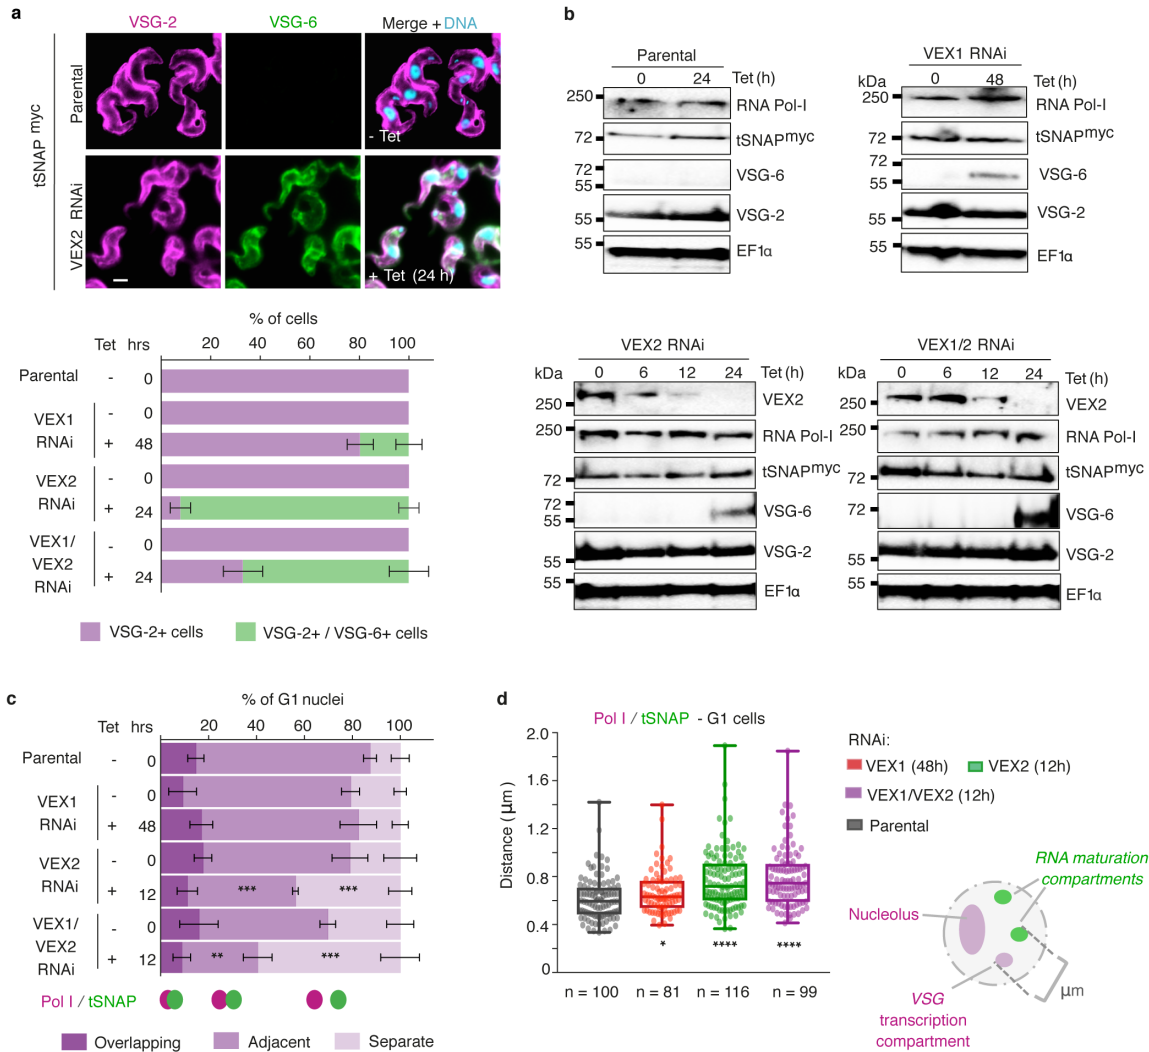 a
VSG-2 VSG-6 Merge + DNA
tSNAP myc
Parental
- Tet
VEX2 RNAi
+ Tet (24 h)
% of cells
Tet hrs 20 40 60 80 100
Parental - 0
VEX1 RNAi
- 0
+ 48
VEX2 RNAi
- 0
+ 24
VEX1/ VEX2 RNAi
- 0
+ 24
VSG-2+ cells VSG-2+ / VSG-6+ cells
b
Parental
0 24 Tet (h)
250 RNA Pol-I
72 tSNAPmyc
72
55
VSG-6
55 VSG-2
55 EF1α
VEX1 RNAi
kDa 0 48 Tet (h)
250 RNA Pol-I
72 tSNAPmyc
72
55
VSG-6
55 VSG-2
55 EF1α
VEX2 RNAi
kDa 0 6 12 24 Tet (h)
250 VEX2
250 RNA Pol-I
72 tSNAPmyc
72
55
VSG-6
55 VSG-2
55 EF1α
VEX1/2 RNAi
kDa 0 6 12 24 Tet (h)
250 VEX2
250 RNA Pol-I
72 tSNAPmyc
72 VSG-6
55 VSG-2
55 EF1α
c
% of G1 nuclei
Tet hrs 20 40 60 80 100
Parental - 0
VEX1 RNAi
- 0
+ 48
VEX2 RNAi
- 0
+ 12 *** ***
VEX1/ VEX2 RNAi
- 0
+ 12 ** ***
Pol I / tSNAP
Overlapping Adjacent Separate
d
Pol I / tSNAP - G1 cells
Distance (μm)
2.0
1.6
1.2
0.8
0.4
0
* **** ****
n = 100 n = 81 n = 116 n = 99
RNAi:
VEX1 (48h) VEX2 (12h)
VEX1/VEX2 (12h)
Parental
RNA maturation
compartments
Nucleolus
μm
VSG
transcription
compartment